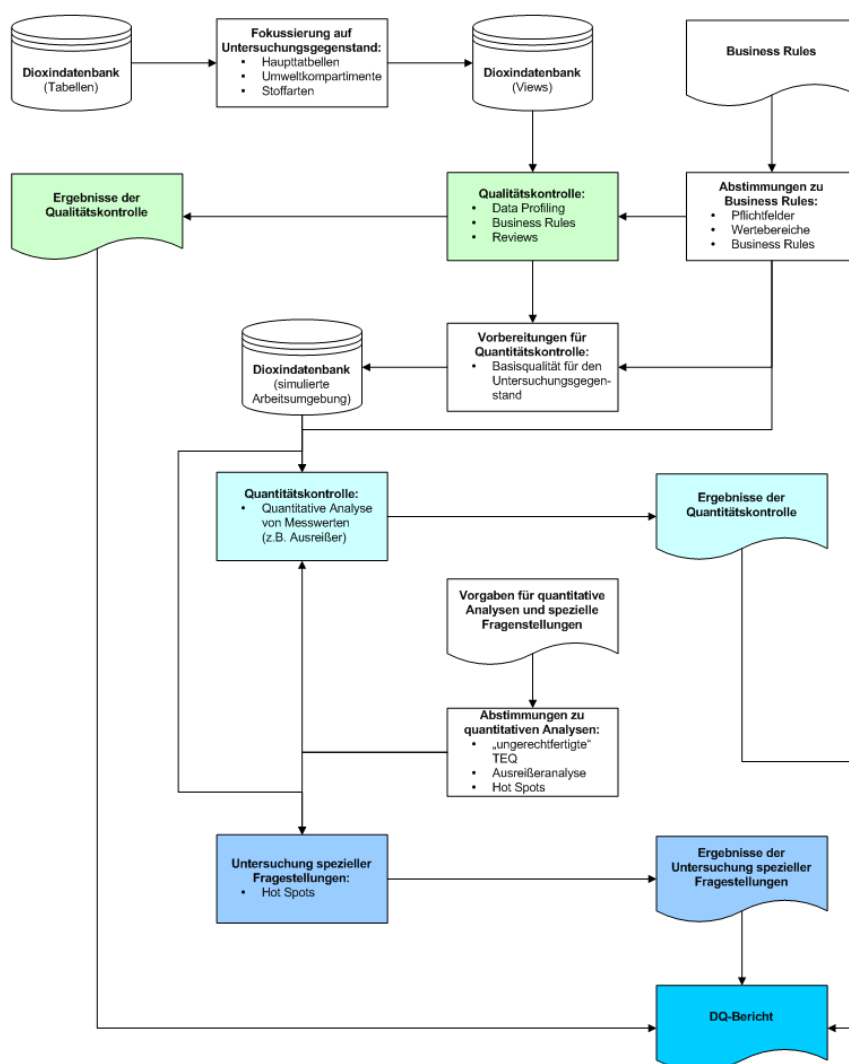 Dioxindatenbank
(Tabellen)
Fokussierung auf
Untersuchungsgegenstand:
• Haupttatbellen
• Umweltkompartimente
• Stoffarten
Dioxindatenbank
(Views)
Business Rules
Ergebnisse der
Qualitätskontrolle
Qualitätskontrolle:
• Data Profiling
• Business Rules
• Reviews
Abstimmungen zu
Business Rules:
• Pflichtfelder
• Wertebereiche
• Business Rules
Dioxindatenbank
(simulierte
Arbeitsumgebung)
Vorbereitungen für
Quantitätskontrolle:
• Basisqualität für den
Untersuchungsgegen-
stand
Quantitätskontrolle:
• Quantitative Analyse
von Messwerten
(z.B. Ausreißer)
Ergebnisse der
Quantitätskontrolle
Vorgaben für quantitative
Analysen und spezielle
Fragenstellungen
Abstimmungen zu
quantitativen Analysen:
• „ungerechtfertigte“
TEQ
• Ausreißeranalyse
• Hot Spots
Untersuchung spezieller
Fragestellungen:
• Hot Spots
Ergebnisse der
Untersuchung spezieller
Fragestellungen
DQ-Bericht